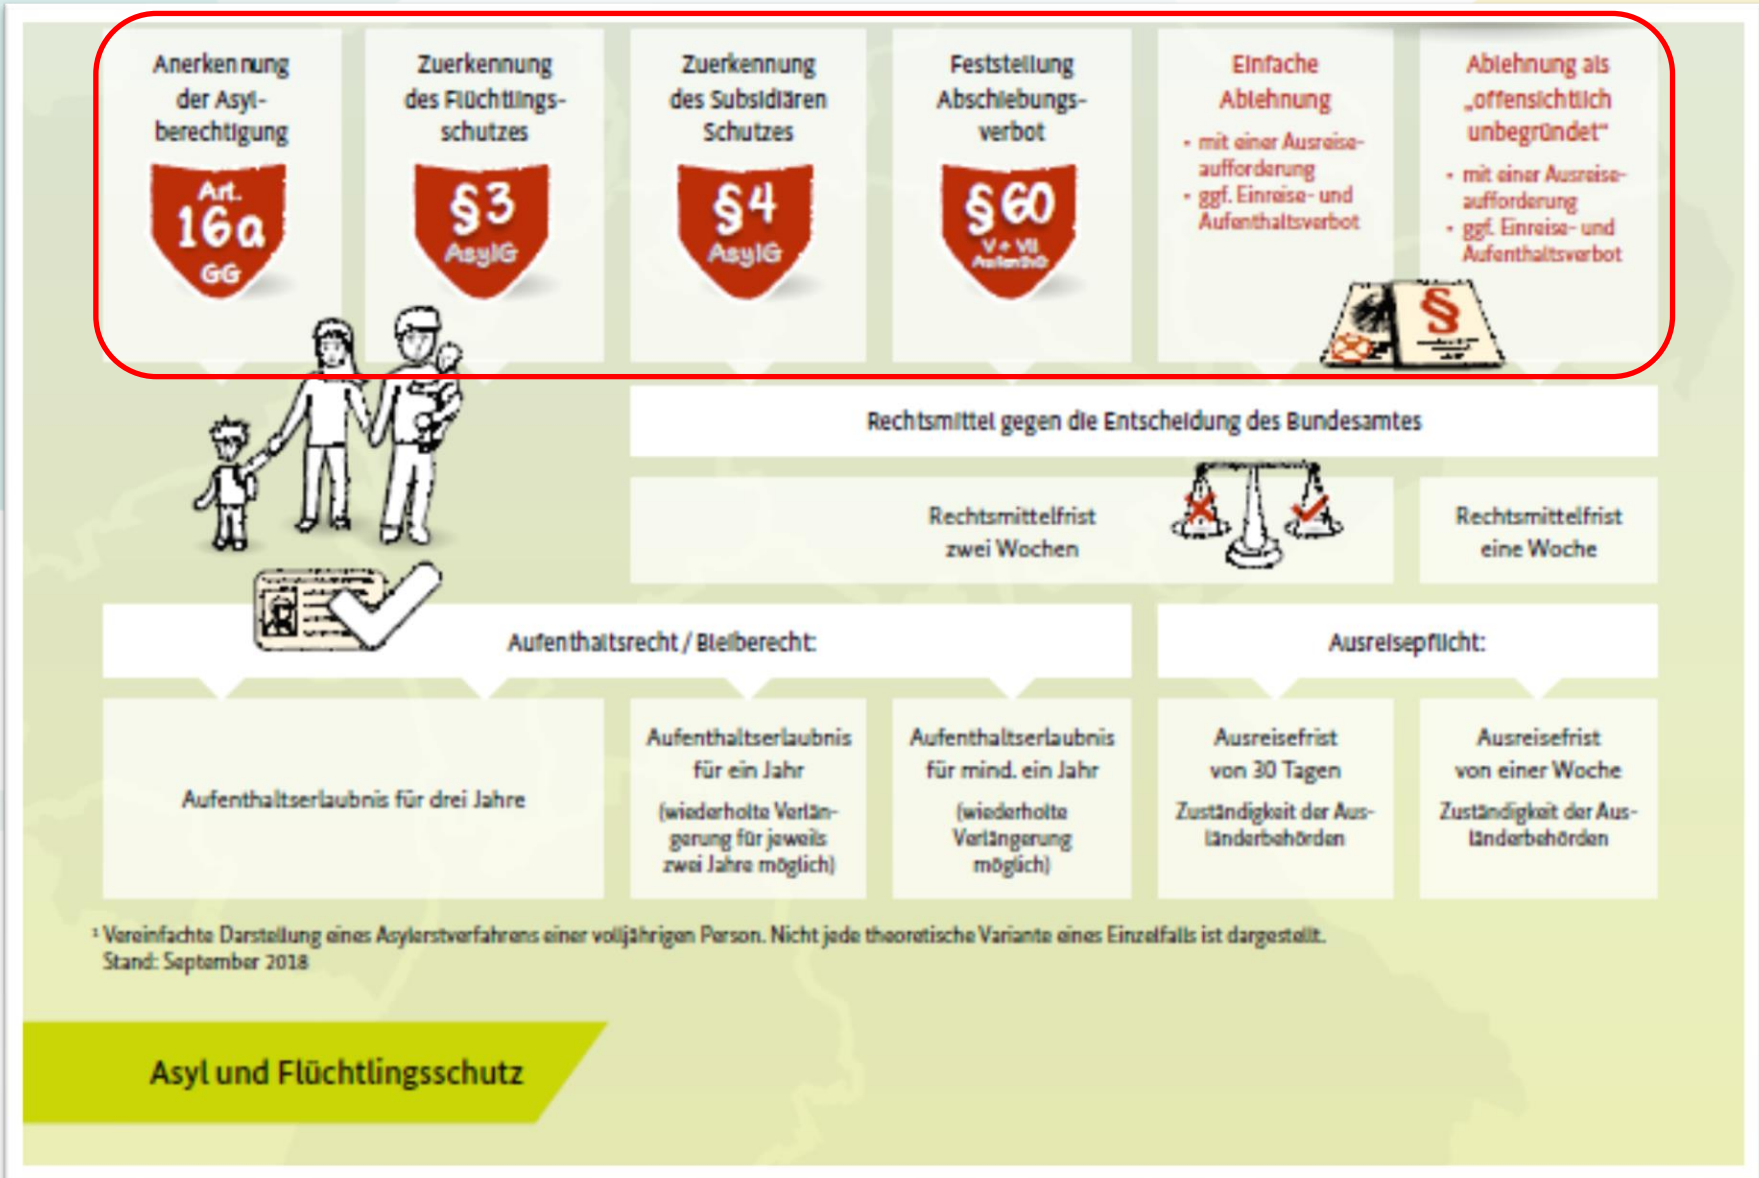 Anerkennung
der Asyl-
berechtigung
Art.
16a
GG
Zuerkennung
des Flüchtlings-
schutzes
§3
AsylG
Zuerkennung
des Subsidiären
Schutzes
§4
AsylG
Feststellung
Abschiebungs-
verbot
§60
V + VII
AufenthG
Einfache
Ablehnung
• mit einer Ausreise-
aufforderung
• ggf. Einreise- und
Aufenthaltsverbot
Ablehnung als
„offensichtlich
unbegründet“
• mit einer Ausreise-
aufforderung
• ggf. Einreise- und
Aufenthaltsverbot
§
Rechtsmittel gegen die Entscheidung des Bundesamtes
Rechtsmittelfrist
zwei Wochen
Rechtsmittelfrist
eine Woche
Aufenthaltsrecht / Bleiberecht:
Ausreisepflicht:
Aufenthaltserlaubnis für drei Jahre
Aufenthaltserlaubnis
für ein Jahr
(wiederholte Verlän-
gerung für jeweils
zwei Jahre möglich)
Aufenthaltserlaubnis
für mind. ein Jahr
(wiederholte
Verlängerung
möglich)
Ausreisefrist
von 30 Tagen
Zuständigkeit der Aus-
länderbehörden
Ausreisefrist
von einer Woche
Zuständigkeit der Aus-
länderbehörden
¹ Vereinfachte Darstellung eines Asylerstverfahrens einer volljährigen Person. Nicht jede theoretische Variante eines Einzelfalls ist dargestellt.
Stand: September 2018
Asyl und Flüchtlingsschutz